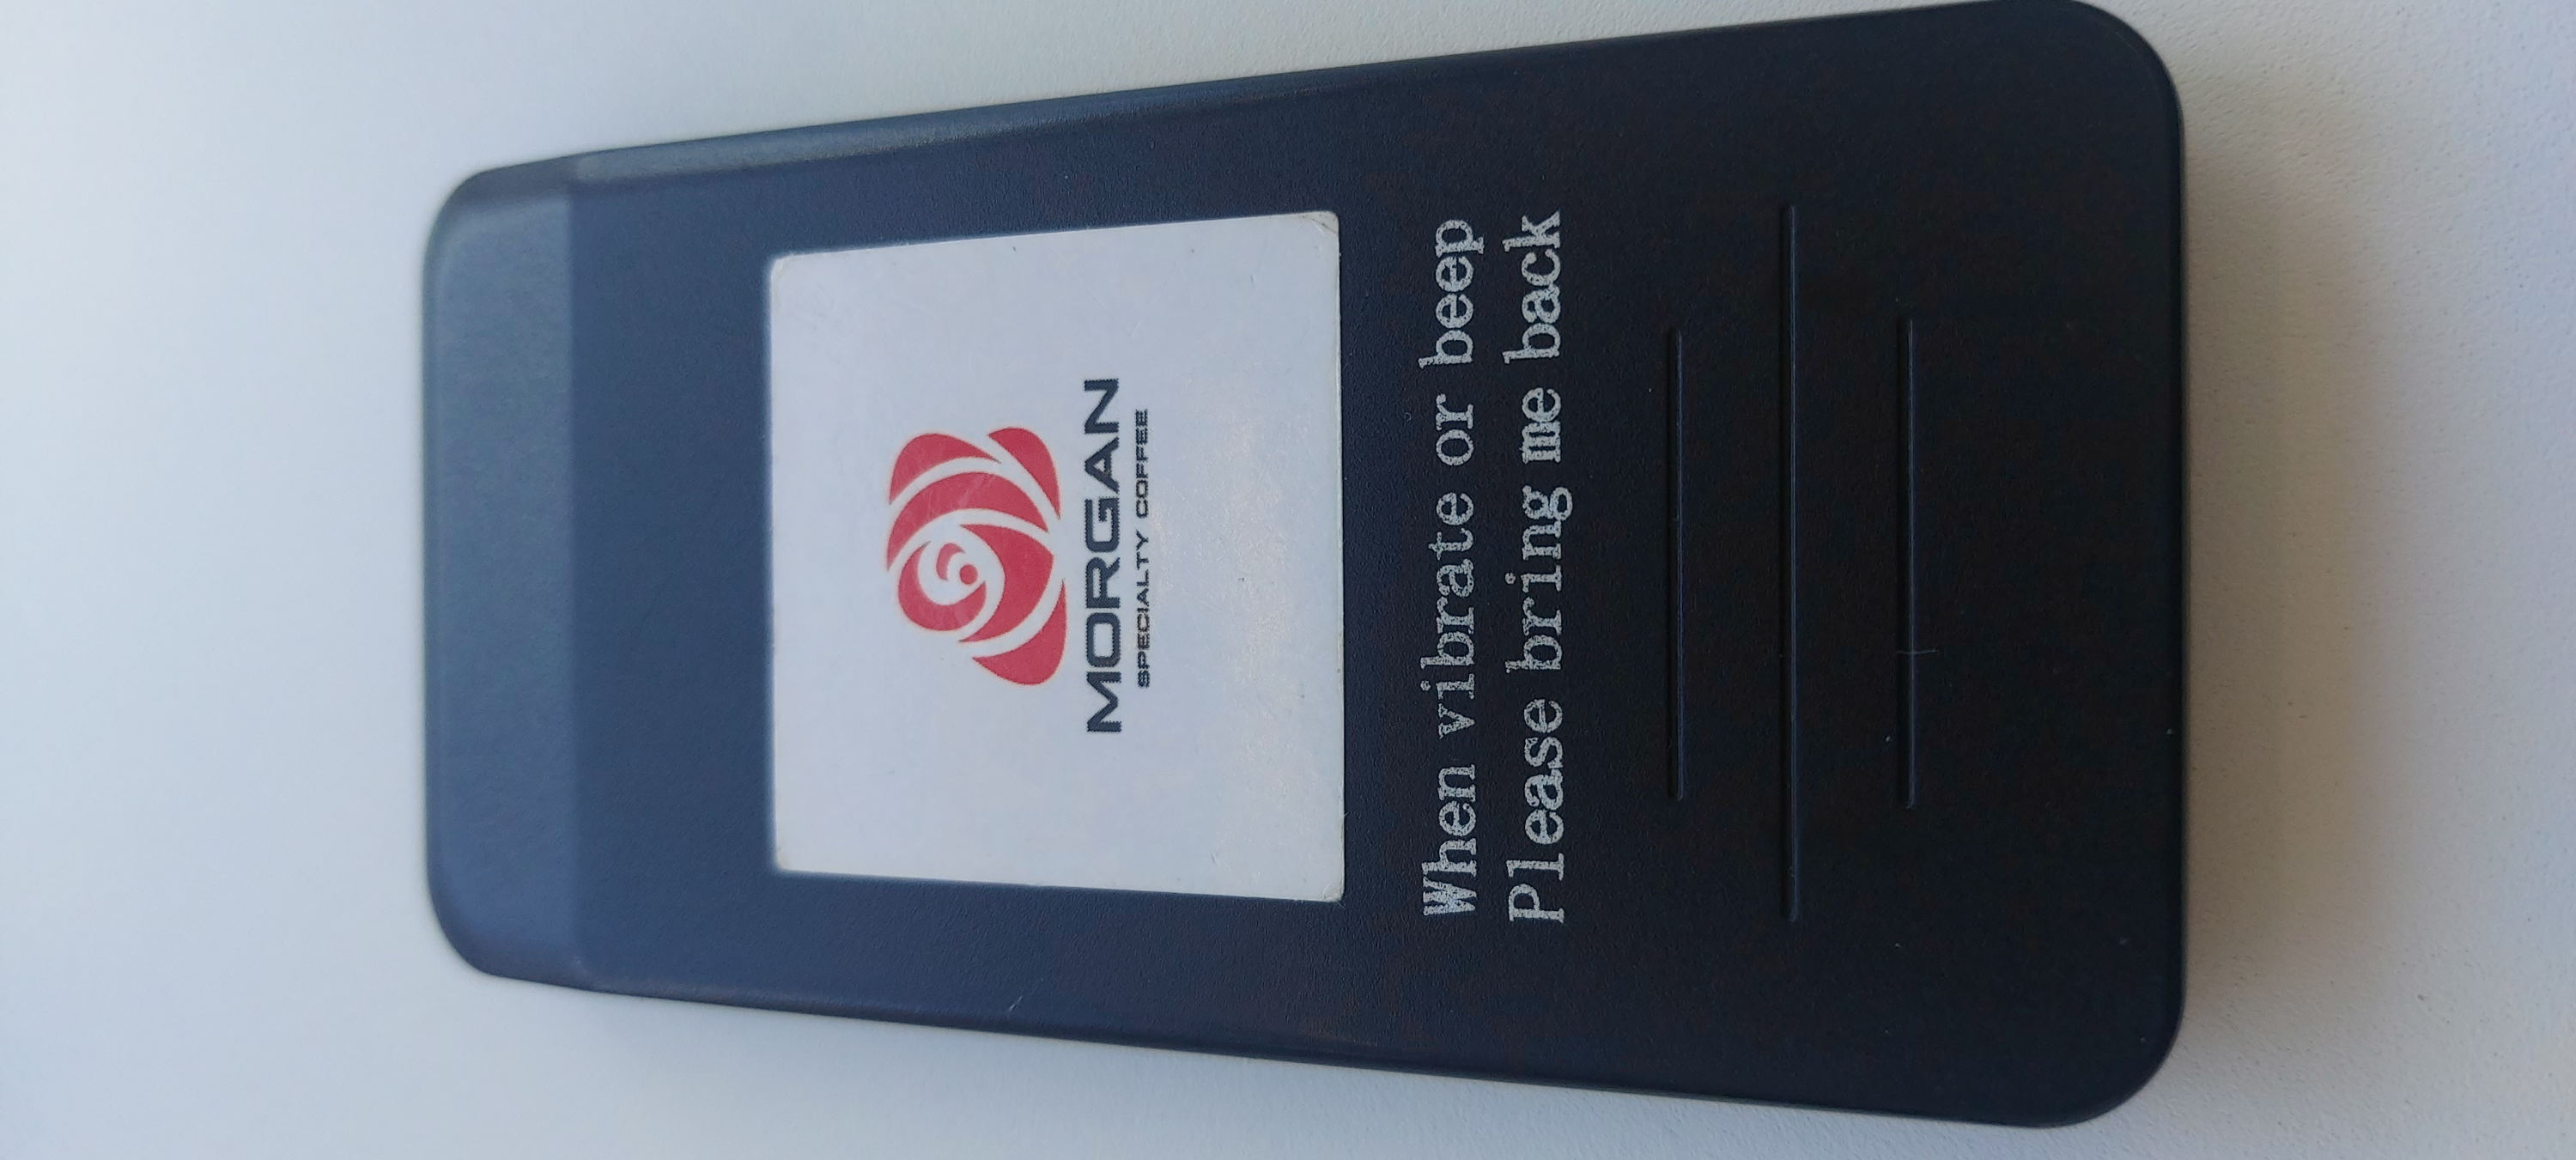 MORGAN
SPECIALTY COFFEE
When vibrate or beep
Please bring me back